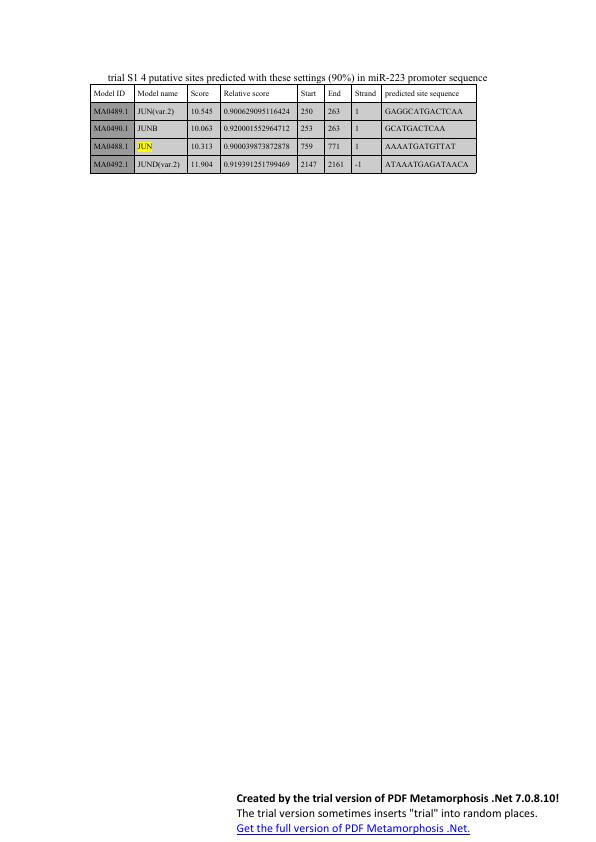 trial S1 4 putative sites predicted with these settings (90%) in miR-223 promoter sequence
Model ID Model name Score Relative score Start End Strand predicted site sequence
MA0489.1 JUN(var.2) 10.545 0.900629095116424 250 263 1 GAGGCATGACTCAA
MA0490.1 JUNB 10.063 0.920001552964712 253 263 1 GCATGACTCAA
MA0488.1 JUN 10.313 0.900039873872878 759 771 1 AAAATGATGTTAT
MA0492.1 JUND(var.2) 11.904 0.919391251799469 2147 2161 -1 ATAAATGAGATAACA
Created by the trial version of PDF Metamorphosis .Net 7.0.8.10!
The trial version sometimes inserts "trial" into random places.
Get the full version of PDF Metamorphosis .Net.